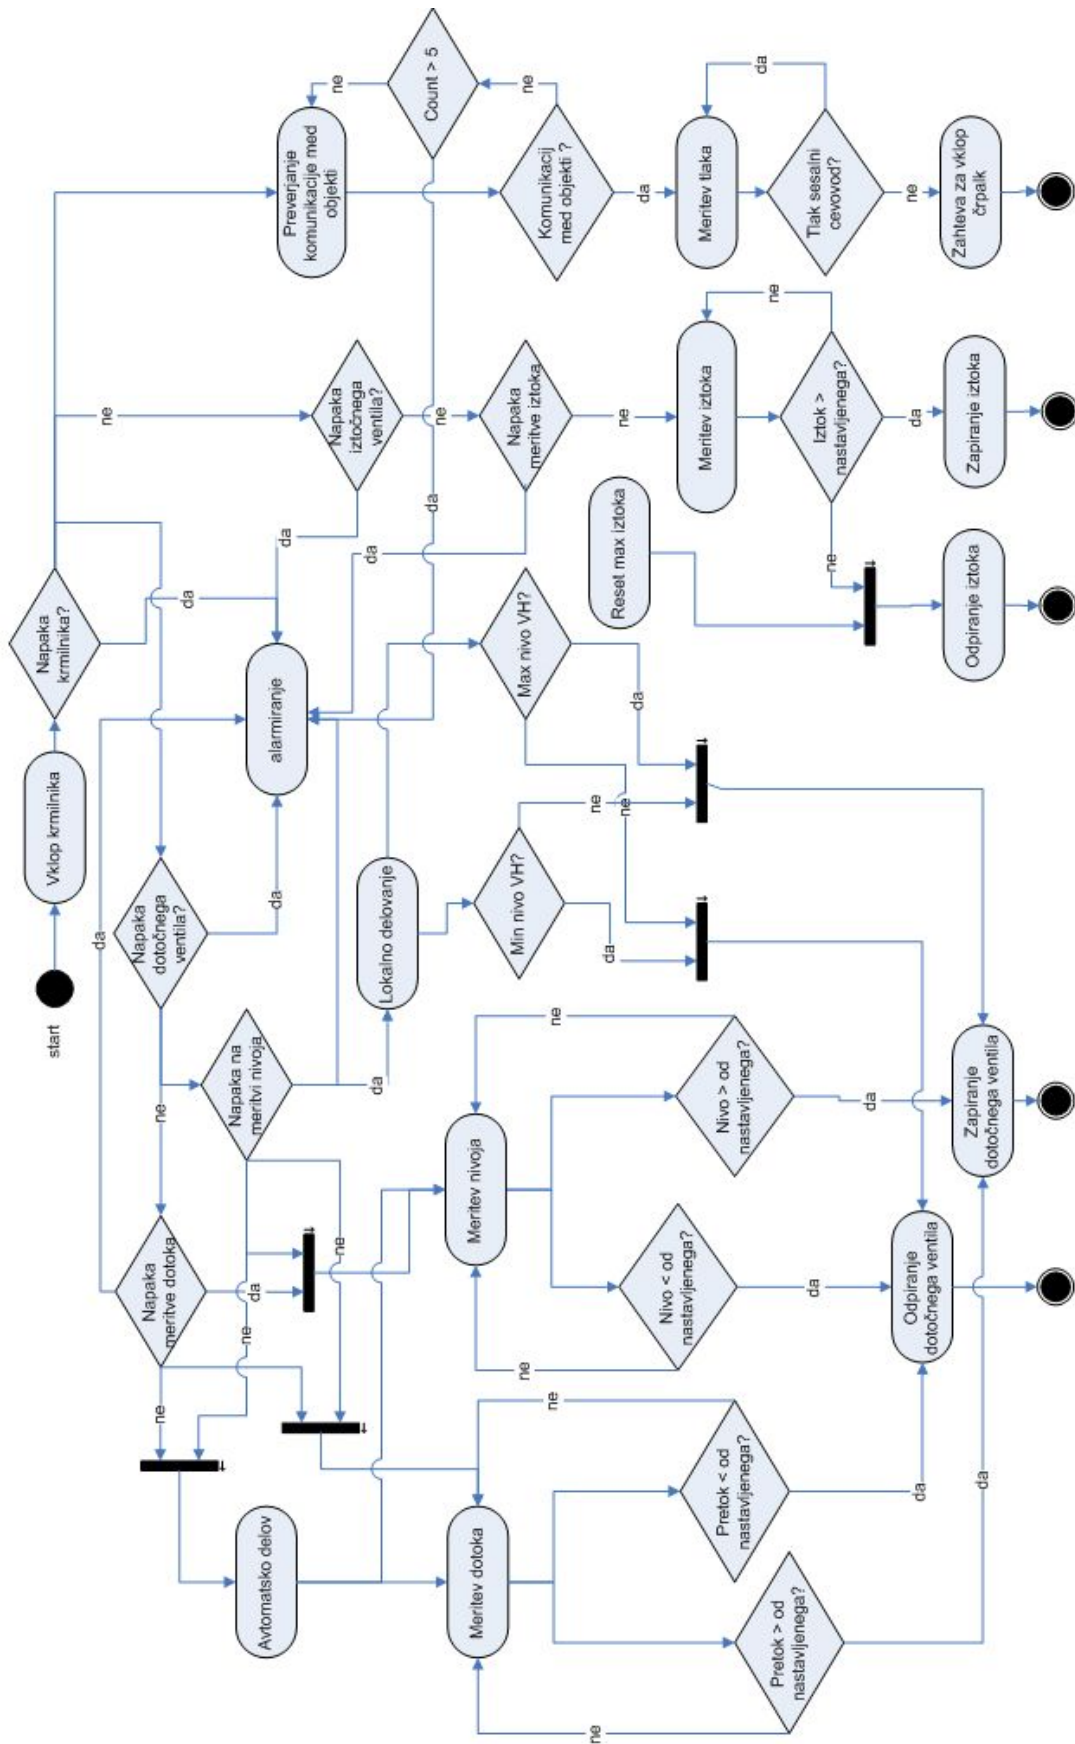 start
Vklop krmilnika
Napaka
krmilnika?
da
ne
Napaka
dotočnega
ventila?
da
ne
Napaka
meritve dotoka
da
da
ne
Napaka na
meritvi nivoja
da
ne
ne
alarmiranje
Napaka
iztočnega
ventila?
da
ne
Napaka
meritve iztoka
da
ne
Preverjanje
komunikacije med
objekti
Komunikacij
med objekti ?
ne
da
Count > 5
ne
da
Meritev tlaka
Tlak sesalni
cevovod?
da
ne
Zahteva za vklop
črpalk
Meritev iztoka
Iztok >
nastavljenega?
ne
da
ne
Zapiranje iztoka
Reset max iztoka
Odpiranje iztoka
Lokalno delovanje
Max nivo VH?
da
ne
Min nivo VH?
ne
da
Avtomatsko delov
Meritev nivoja
Nivo > od
nastavljenega?
ne
da
Nivo < od
nastavljenega?
ne
da
Meritev dotoka
Pretok < od
nastavljenega?
ne
da
Pretok > od
nastavljenega?
ne
da
Zapiranje
dotočnega ventila
Odpiranje
dotočnega ventila